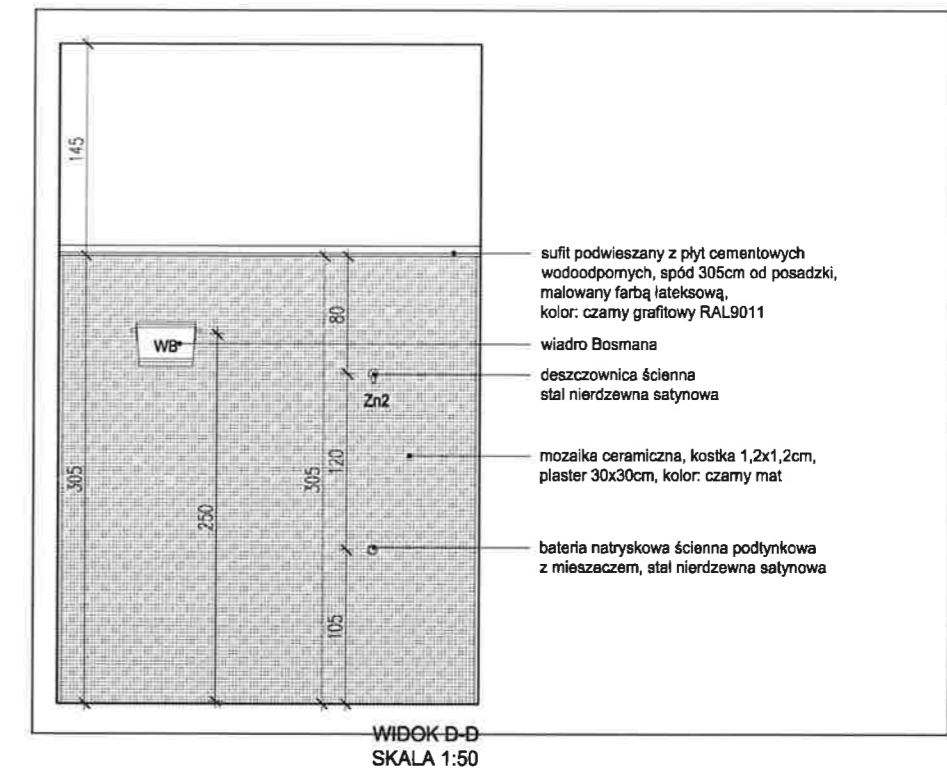 145
sufit podwieszany z płyt cementowych
wodoodpornych, spód 305cm od posadzki,
malowany farbą lateksową,
kolor: czarny grafitowy RAL9011
80
WB
wiadro Bosmana
deszczownica ścienna
stal nierdzewna satynowa
Zn2
mozaika ceramiczna, kostka 1,2x1,2cm,
plaster 30x30cm, kolor: czarny mat
305
305
120
250
bateria natryskowa ścienna podtynkowa
z mieszaczem, stal nierdzewna satynowa
105
WIDOK D-D
SKALA 1:50